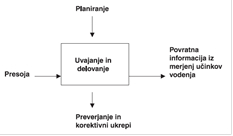 Planiranje
Uvajanje in
delovanje
Povratna
informacija iz
merjenj učinkov
vodenja
Presoja
Preverjanje in
korektivni ukrepi